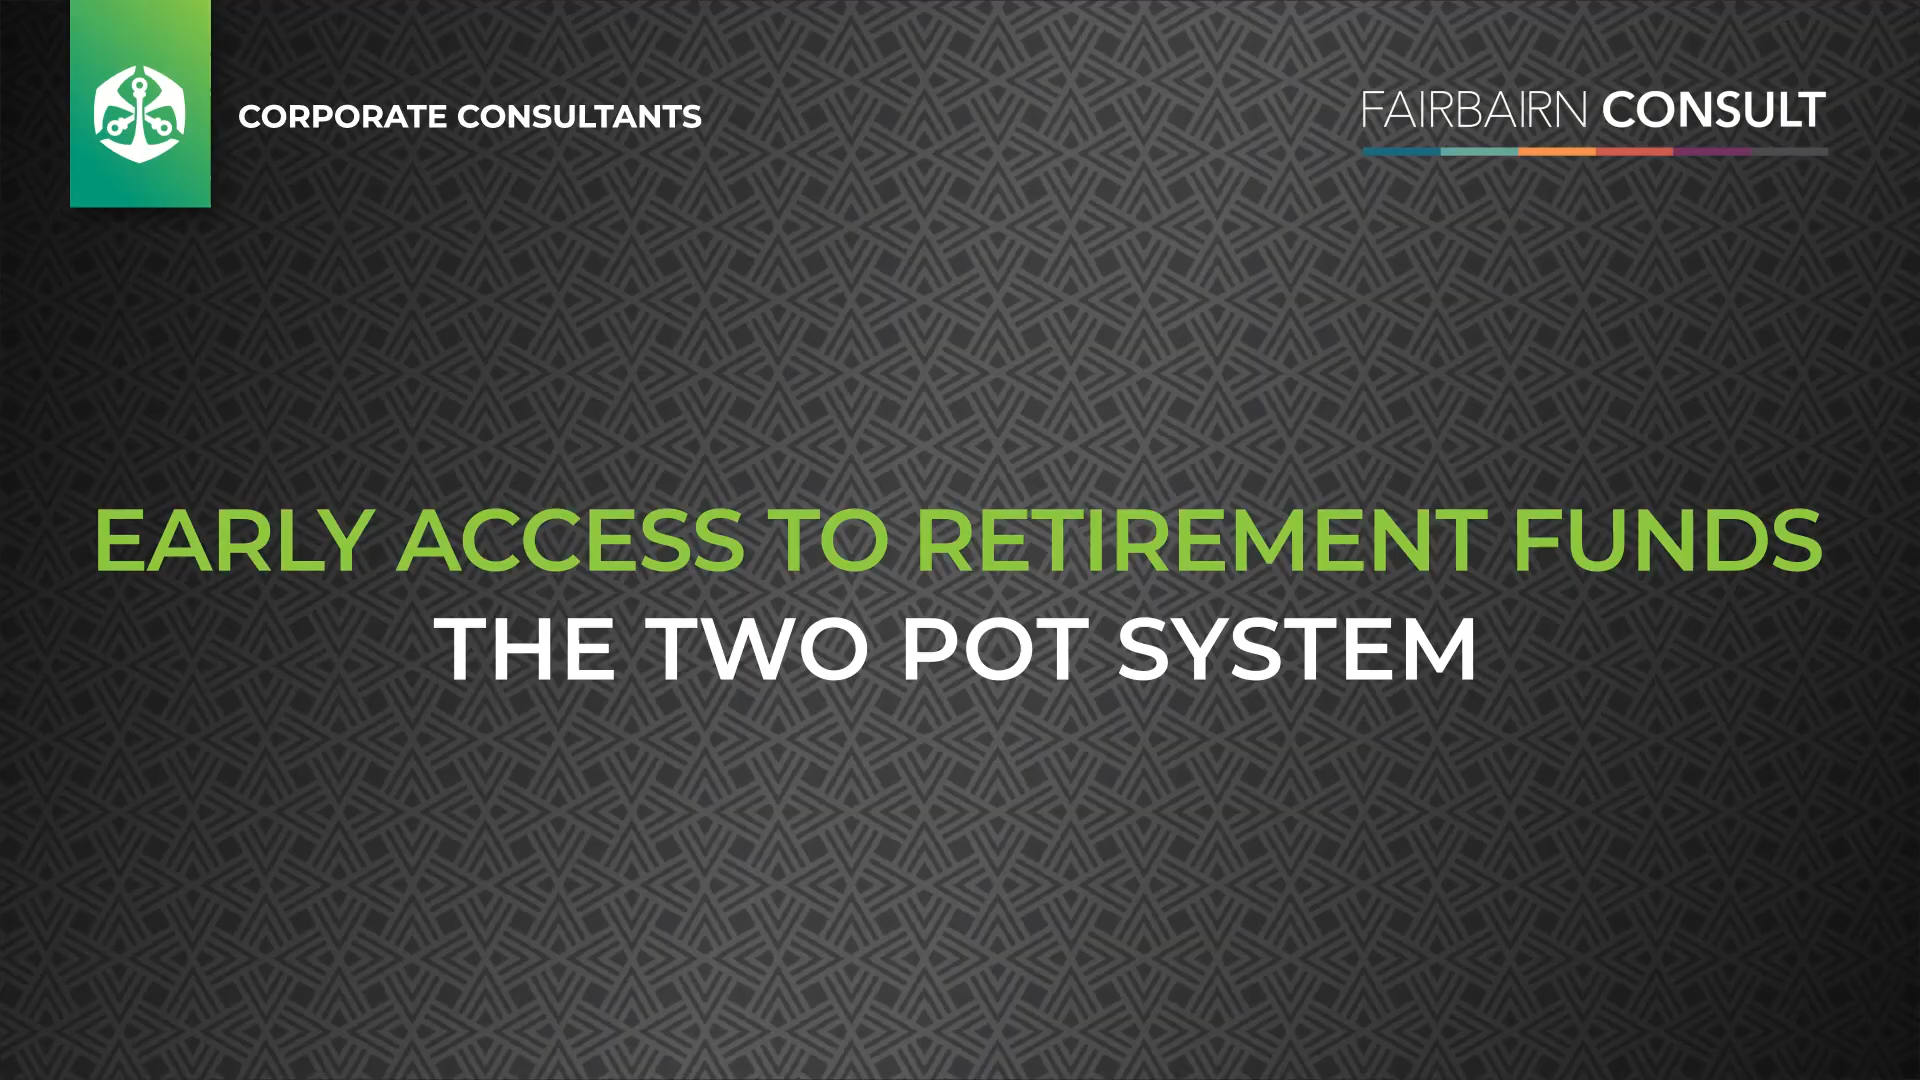 CORPORATE CONSULTANTS
FAIRBAIRN CONSULT
EARLY ACCESS TO RETIREMENT FUNDS
THE TWO POT SYSTEM